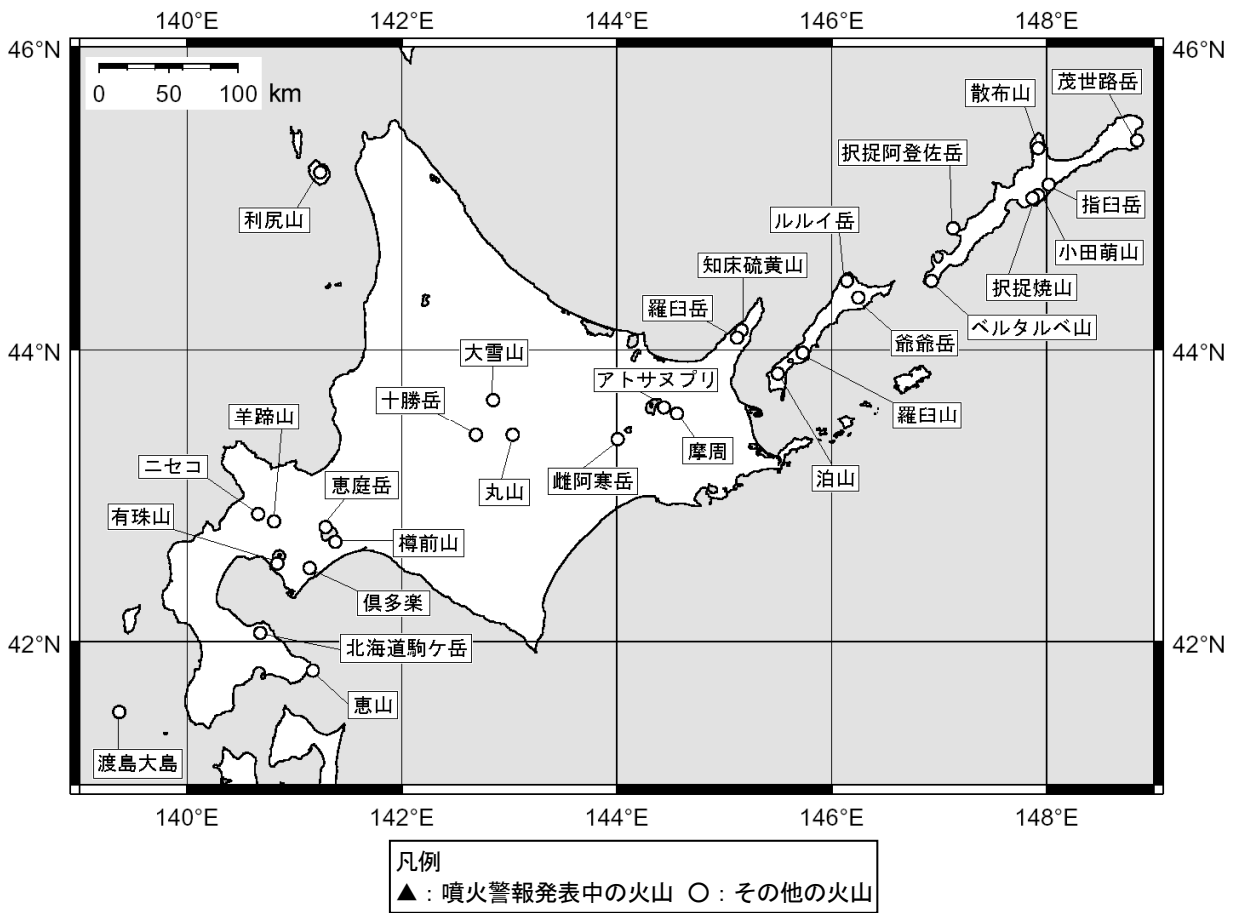 140°E 142°E 144°E 146°E 148°E
46°N 46°N
0 50 100 km
茂世路岳
散布山
択捉阿登佐岳
利尻山
指臼岳
ルルイ岳
小田萌山
知床硫黄山
択捉焼山
羅臼岳
ベルタルベ山
44°N 44°N
大雪山
爺爺岳
アトサヌプリ
十勝岳
羊蹄山
羅臼山
ニセコ
摩周
恵庭岳
丸山
雌阿寒岳
泊山
有珠山
樽前山
倶多楽
42°N 42°N
北海道駒ケ岳
恵山
渡島大島
140°E 142°E 144°E 146°E 148°E
凡例
▲：噴火警報発表中の火山 ○：その他の火山